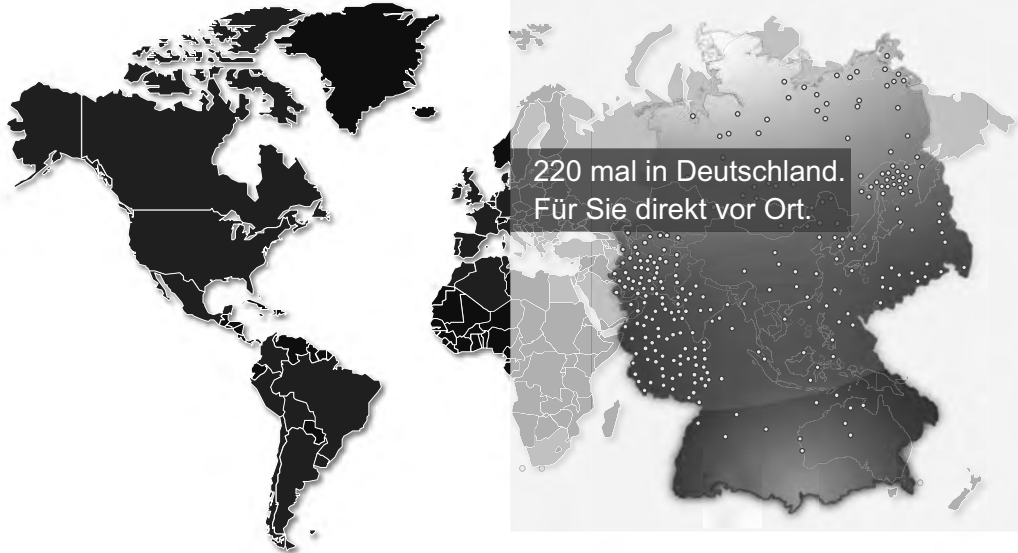 220 mal in Deutschland.
Für Sie direkt vor Ort.